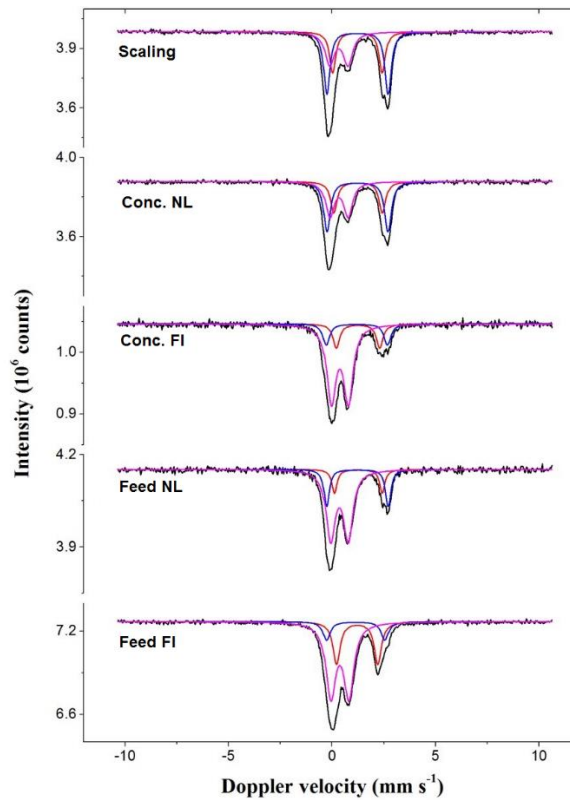 Scaling
3.9
3.6
4.0
Conc. NL
3.6
Conc. FI
1.0
0.9
4.2
Feed NL
3.9
7.2
Feed FI
6.6
-10
-5
0
5
10
Intensity (10⁶ counts)
Doppler velocity (mm s⁻¹)